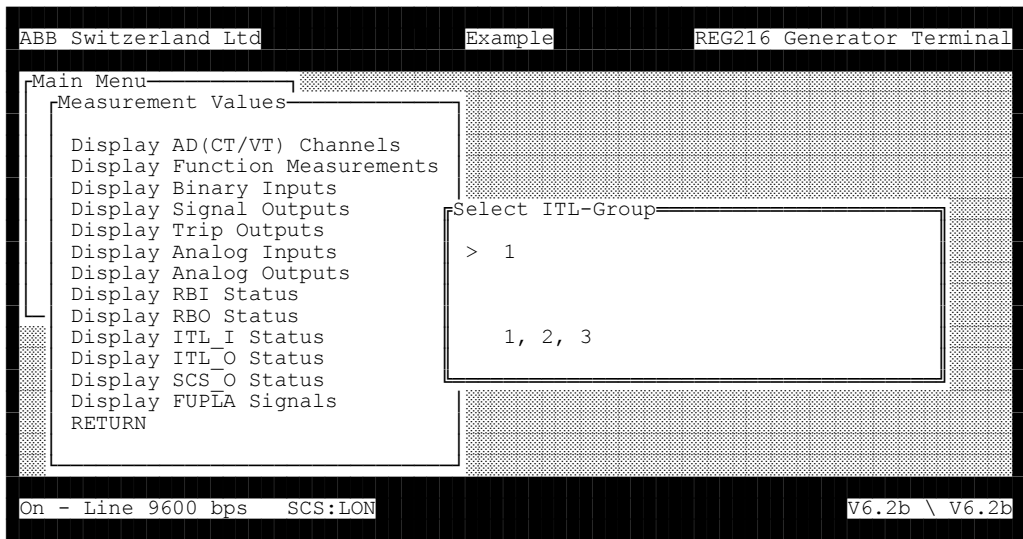 ABB Switzerland Ltd Example REG216 Generator Terminal
Main Menu
Measurement Values
Display AD(CT/VT) Channels
Display Function Measurements
Display Binary Inputs
Display Signal Outputs
Display Trip Outputs
Display Analog Inputs
Display Analog Outputs
Display RBI Status
Display RBO Status
Display ITL_I Status
Display ITL_O Status
Display SCS_O Status
Display FUPLA Signals
RETURN
Select ITL-Group
> 1
1, 2, 3
On - Line 9600 bps SCS:LON V6.2b \ V6.2b